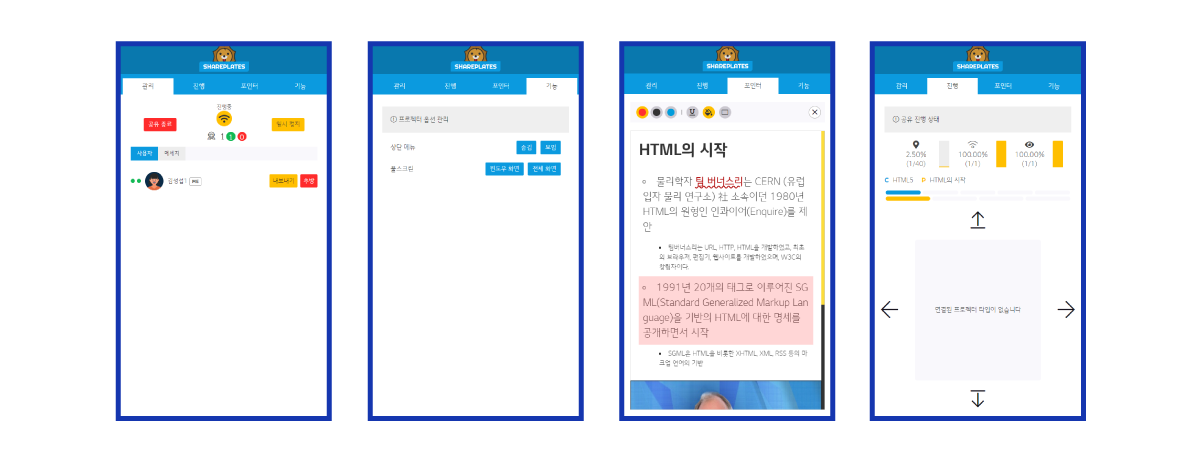 SHAREPLATES
관리 진행 포인터 기능
진행중
공유 종료
일시 정지
1 1 0
사용자 메세지
김영섭1
내보내기 추방
SHAREPLATES
관리 진행 포인터 기능
프로젝터 옵션 관리
상단 메뉴 숨김 보임
풀스크린 윈도우 화면 전체 화면
SHAREPLATES
관리 진행 포인터 기능
HTML의 시작
물리학자 팀 버너스리는 CERN (유럽
입자 물리 연구소) 社 소속이던 1980년
HTML의 원형인 인콰이어(Enquire)를 제
안
팀버너스리는 URL, HTTP, HTML을 개발하였고, 최초
의 브라우저, 편집기, 웹사이트를 개발하였으며, W3C의
창립자이다.
1991년 20개의 태그로 이루어진 SG
ML(Standard Generalized Markup Lan
guage)을 기반의 HTML에 대한 명세를
공개하면서 시작
SGML은 HTML을 비롯한 XHTML, XML, RSS 등의 마
크업 언어의 기반
SHAREPLATES
관리 진행 포인터 기능
공유 진행 상태
2.50% 100.00% 100.00%
(1/40) (1/1) (1/1)
C HTML5 HTML의 시작
연결된 프로젝터 타입이 없습니다